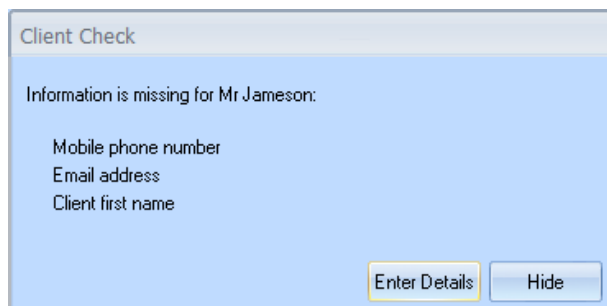 Client Check
Information is missing for Mr Jameson:
Mobile phone number
Email address
Client first name
Enter Details
Hide